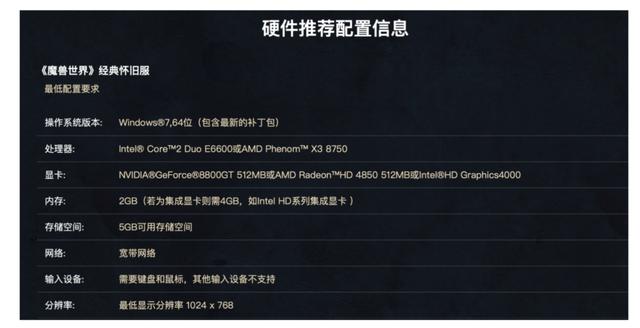 硬件推荐配置信息
《魔兽世界》经典怀旧服
最低配置要求
操作系统版本: Windows®7,64位（包含最新的补丁包）
处理器: Intel® Core™2 Duo E6600或AMD Phenom™ X3 8750
显卡: NVIDIA®GeForce®8800GT 512MB或AMD Radeon™HD 4850 512MB或Intel®HD Graphics4000
内存: 2GB（若为集成显卡则需4GB，如Intel HD系列集成显卡 ）
存储空间: 5GB可用存储空间
网络: 宽带网络
输入设备: 需要键盘和鼠标，其他输入设备不支持
分辨率: 最低显示分辨率 1024 x 768